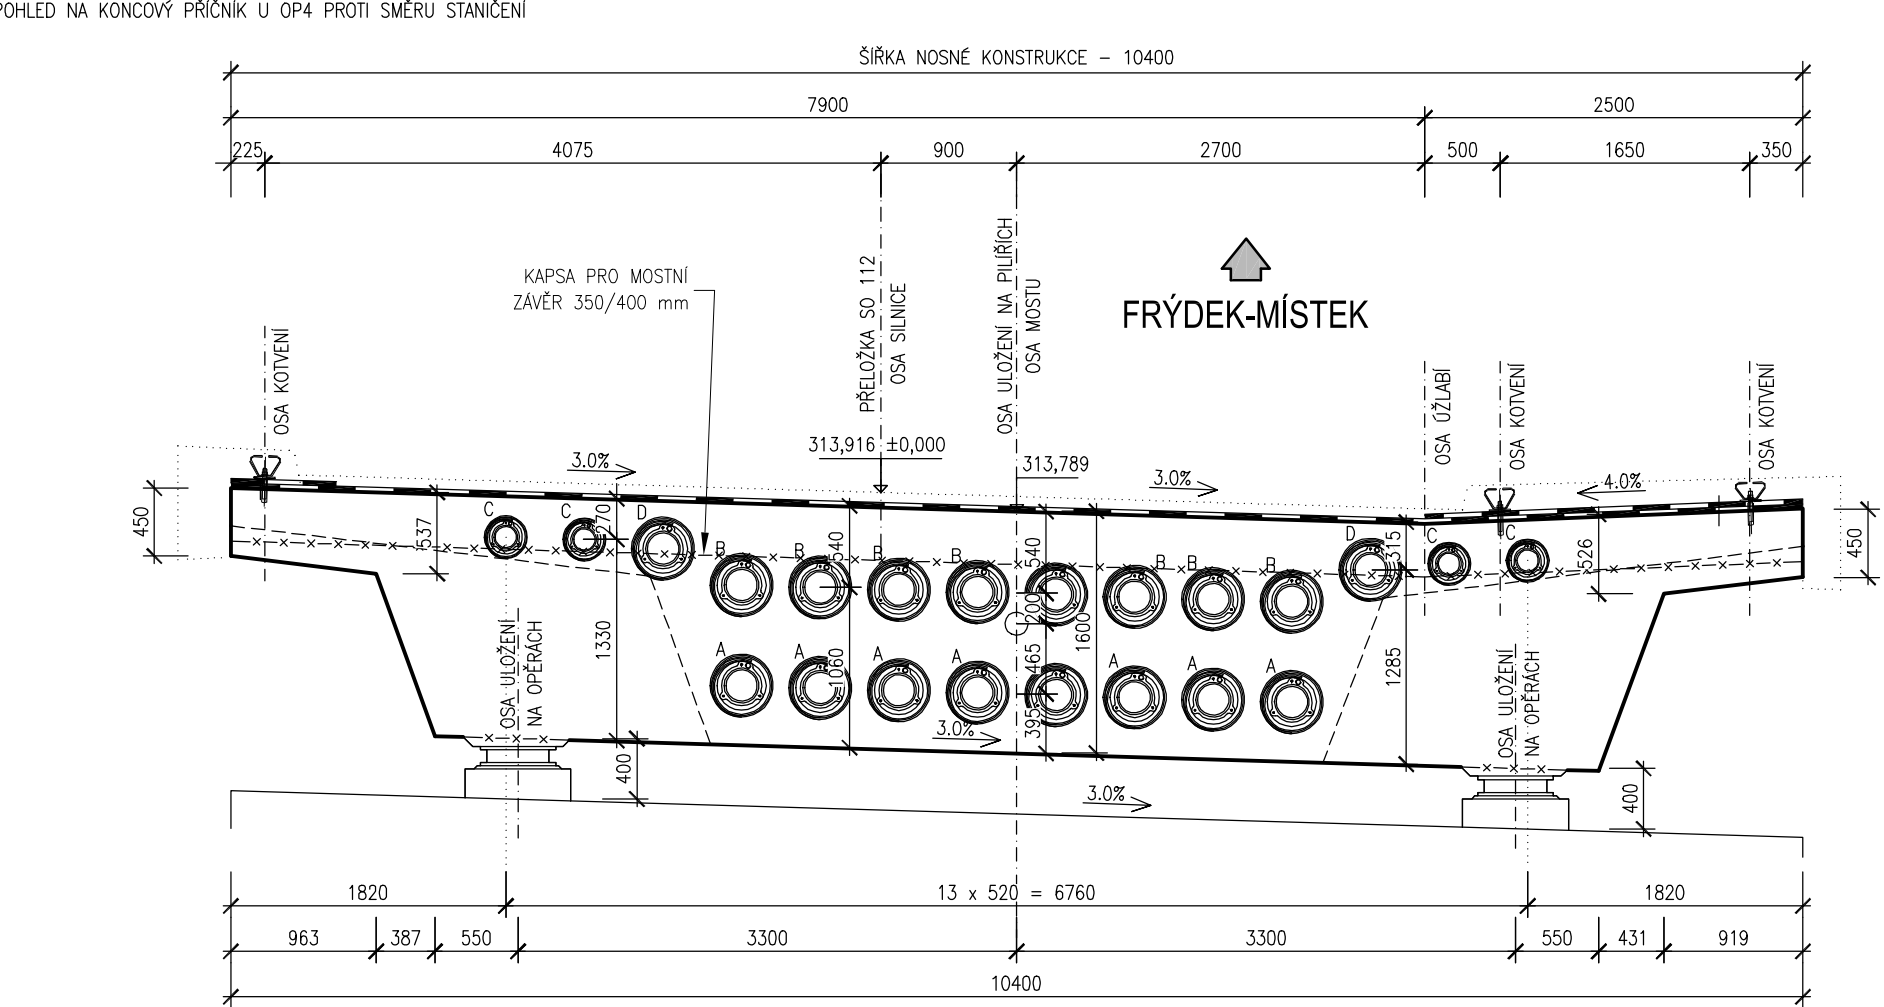 POHLED NA KONCOVÝ PŘÍČNÍK U OP4 PROTI SMĚRU STANIČENÍ
ŠÍŘKA NOSNÉ KONSTRUKCE – 10400
7900
2500
225
4075
900
2700
500
1650
350
KAPSA PRO MOSTNÍ
ZÁVĚR 350/400 mm
PŘELOŽKA SO 112
OSA SILNICE
OSA ULOŽENÍ NA PILÍŘÍCH
OSA MOSTU
FRÝDEK-MÍSTEK
OSA KOTVENÍ
OSA ÚŽLABÍ
OSA KOTVENÍ
OSA KOTVENÍ
313,916 ±0,000
313,789
3.0%
3.0%
4.0%
450
537
C
C
270
D
B
B
540
B
B
540
B
B
B
D
315
C
C
526
450
1330
1060
200
465
395
1600
1285
A
A
A
A
A
A
A
OSA ULOŽENÍ
NA OPĚRÁCH
OSA ULOŽENÍ
NA OPĚRÁCH
3.0%
400
3.0%
400
1820
13 x 520 = 6760
1820
963
387
550
3300
3300
550
431
919
10400